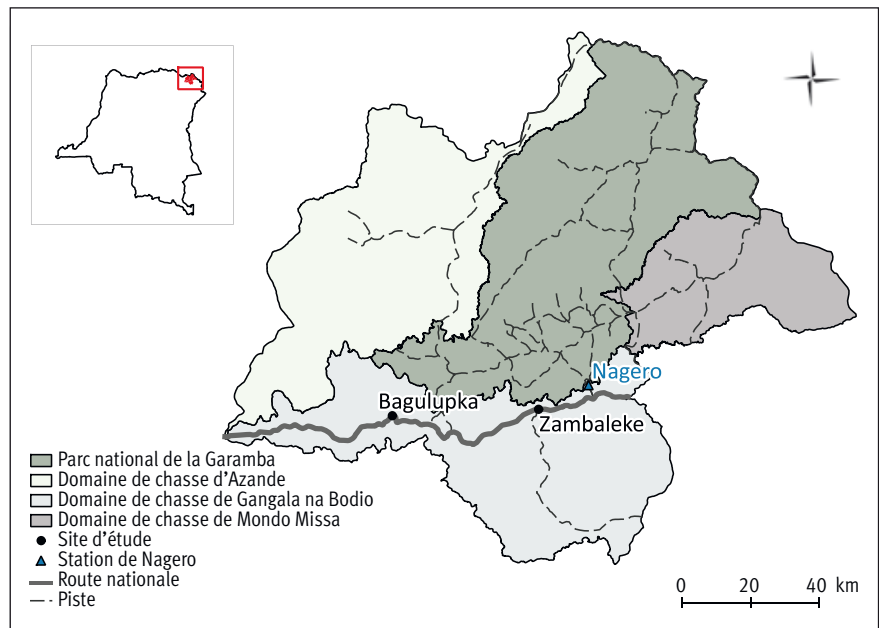 Nagero
Bagulupka
Zambaleke
Parc national de la Garamba
Domaine de chasse d'Azande
Domaine de chasse de Gangala na Bodio
Domaine de chasse de Mondo Missa
Site d'étude
Station de Nagero
Route nationale
Piste
0 20 40 km